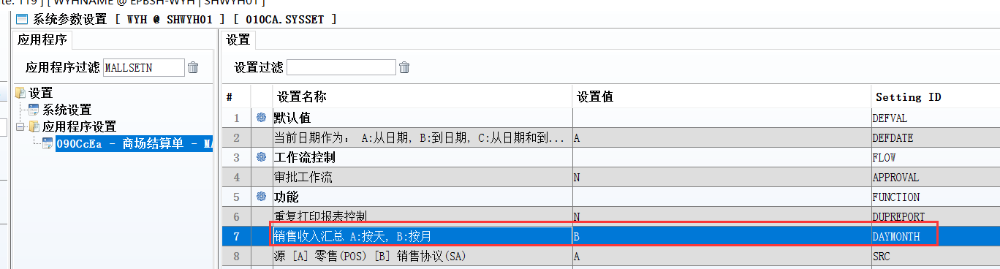 te: 119 ] [ WYHNAME @ EPBSH-WYH | SHWYH01 ]
系统参数设置 [ WYH @ SHWYH01 ] [ 010CA.SYSSET ]
应用程序
设置
应用程序过滤 MALLSETN
设置过滤
设置
系统设置
应用程序设置
090CcEa - 商场结算单 - MA
# 设置名称 设置值 Setting ID
1 默认值 DEFVAL
2 当前日期作为: A:从日期, B:到日期, C:从日期和到... A DEFDATE
3 工作流控制 FLOW
4 审批工作流 N APPROVAL
5 功能 FUNCTION
6 重复打印报表控制 N DUPREPORT
7 销售收入汇总 A:按天, B:按月 B DAYMONTH
8 源 [A] 零售(POS) [B] 销售协议(SA) A SRC